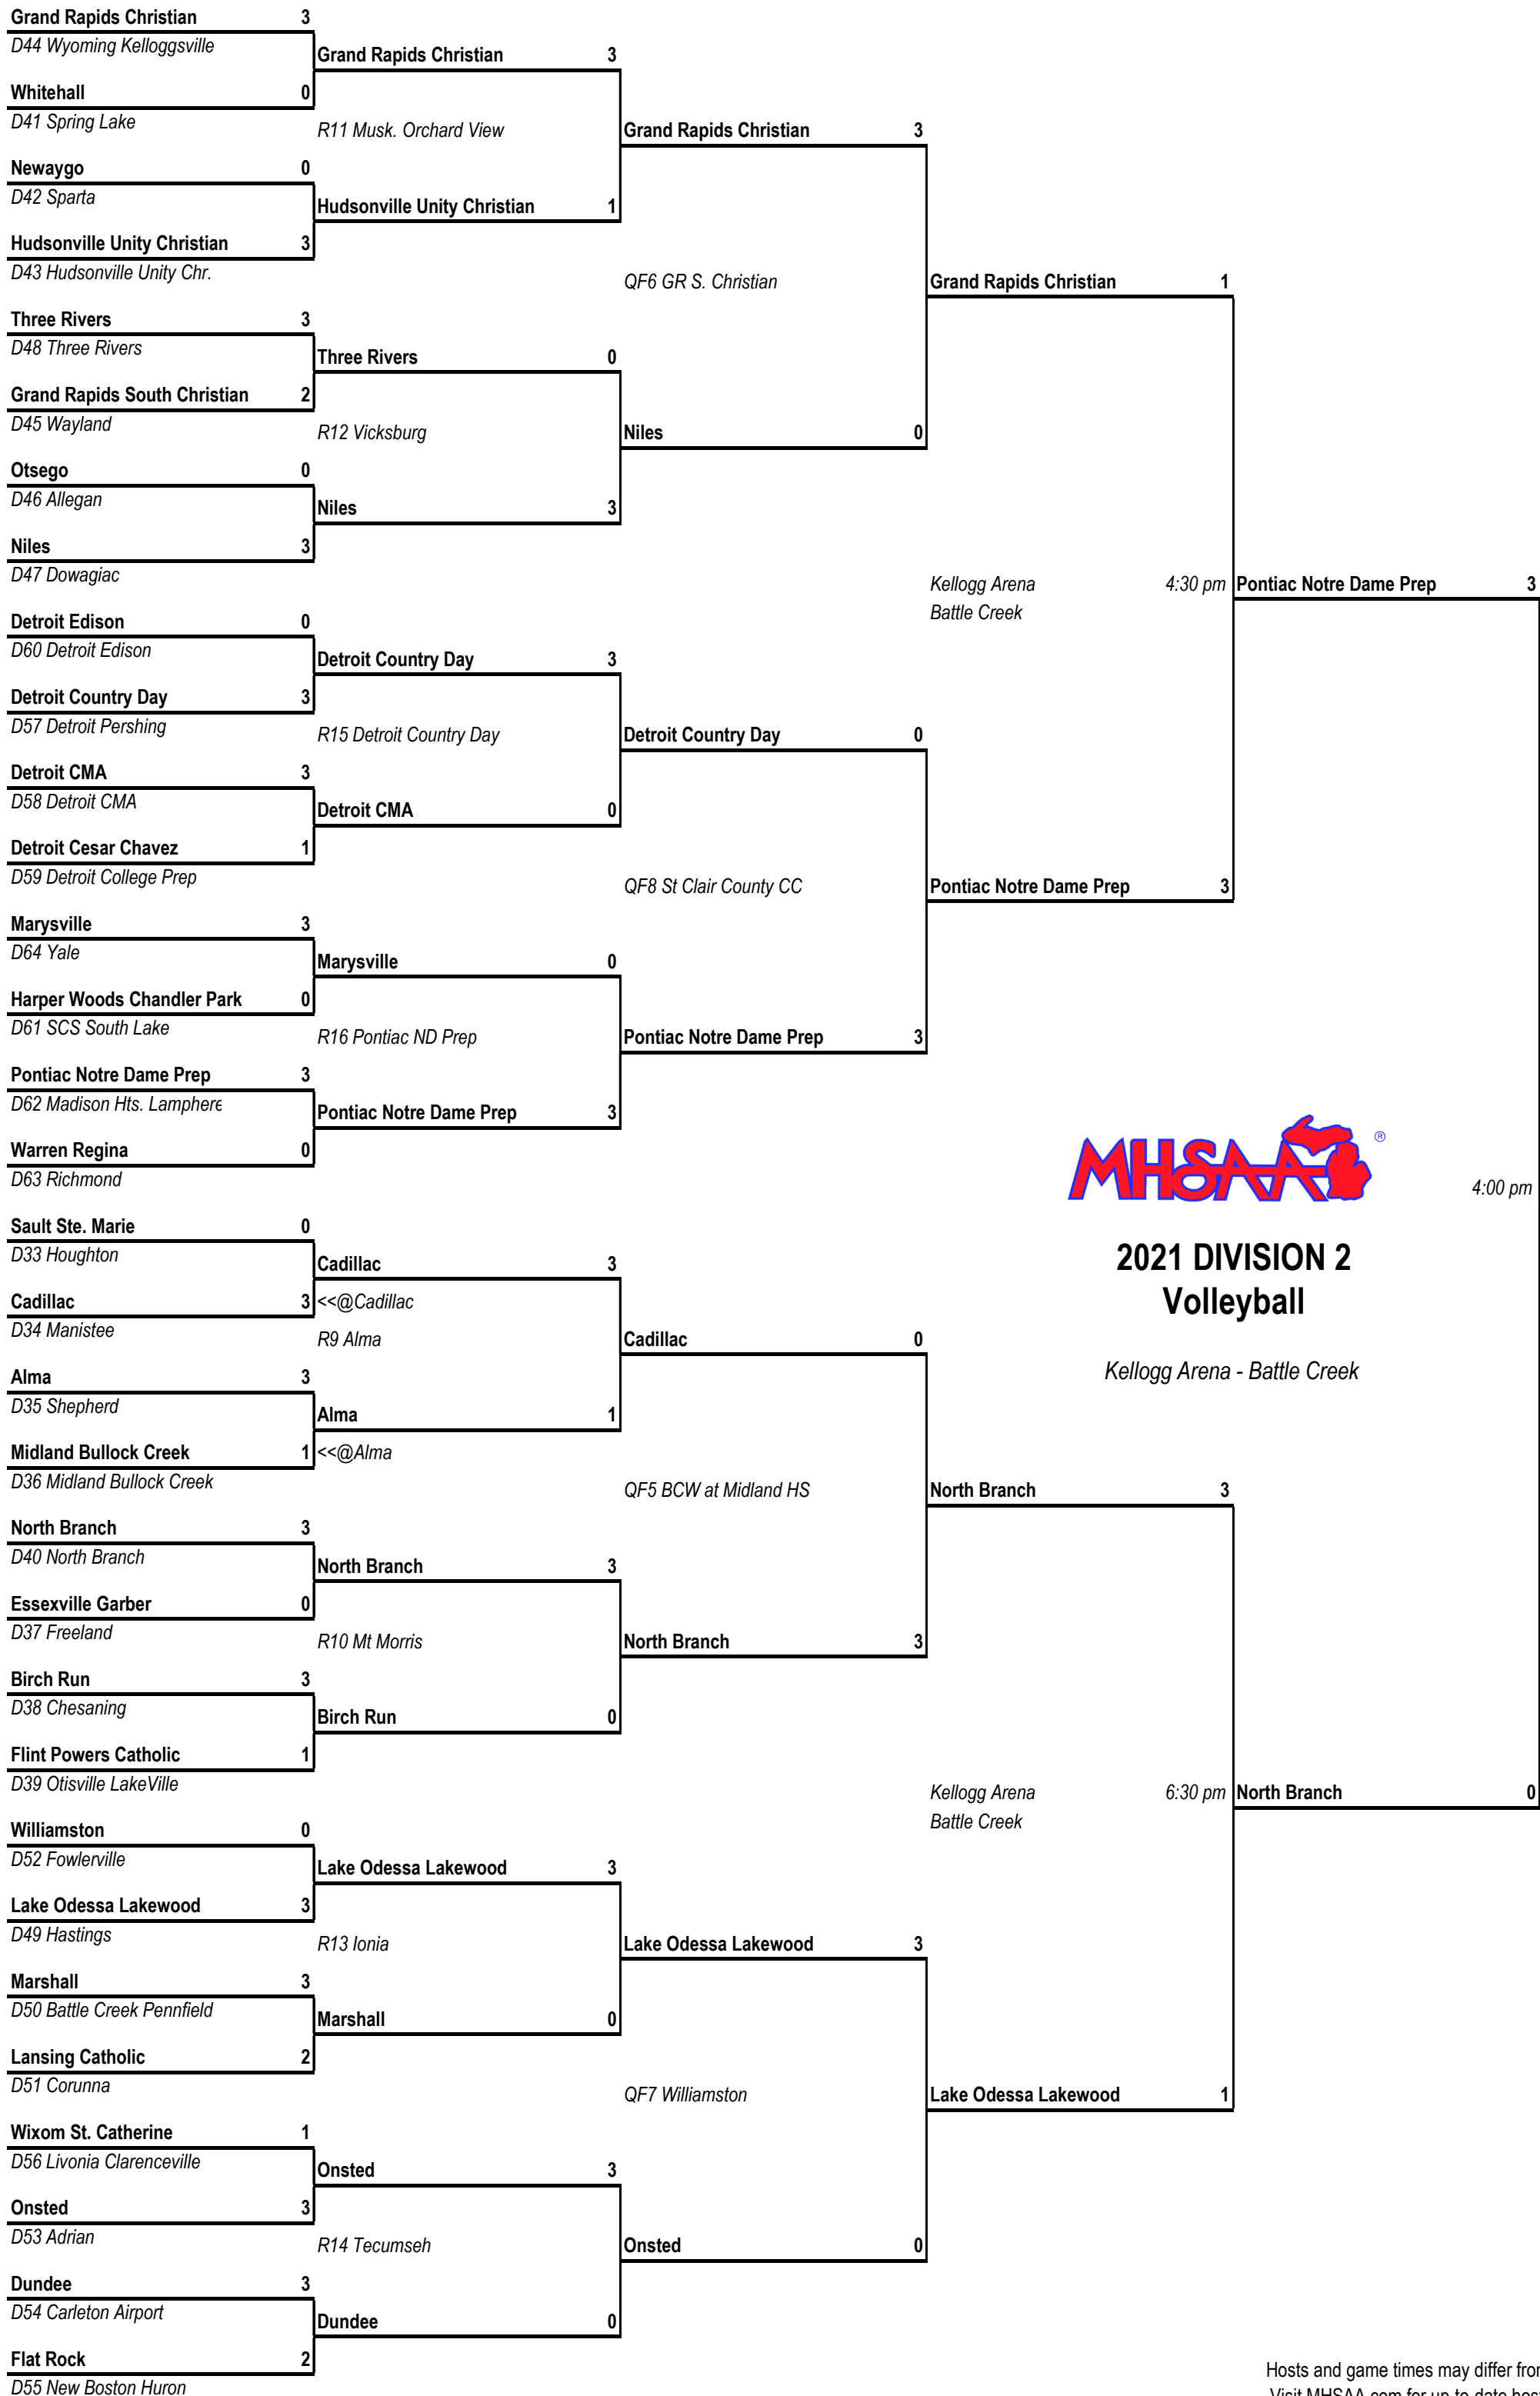 Grand Rapids Christian 3
D44 Wyoming Kelloggsville
Grand Rapids Christian 3
Whitehall 0
D41 Spring Lake
R11 Musk. Orchard View
Grand Rapids Christian 3
Newaygo 0
D42 Sparta
Hudsonville Unity Christian 1
Hudsonville Unity Christian 3
D43 Hudsonville Unity Chr.
QF6 GR S. Christian
Grand Rapids Christian 1
Three Rivers 3
D48 Three Rivers
Three Rivers 0
Grand Rapids South Christian 2
D45 Wayland
R12 Vicksburg
Niles 0
Otsego 0
D46 Allegan
Niles 3
Niles 3
D47 Dowagiac
Kellogg Arena 4:30 pm
Pontiac Notre Dame Prep 3
Battle Creek
Detroit Edison 0
D60 Detroit Edison
Detroit Country Day 3
Detroit Country Day 3
D57 Detroit Pershing
R15 Detroit Country Day
Detroit Country Day 0
Detroit CMA 3
D58 Detroit CMA
Detroit CMA 0
Detroit Cesar Chavez 1
D59 Detroit College Prep
QF8 St Clair County CC
Pontiac Notre Dame Prep 3
Marysville 3
D64 Yale
Marysville 0
Harper Woods Chandler Park 0
D61 SCS South Lake
R16 Pontiac ND Prep
Pontiac Notre Dame Prep 3
Pontiac Notre Dame Prep 3
D62 Madison Hts. Lamphere
Pontiac Notre Dame Prep 3
Warren Regina 0
D63 Richmond
MHSAA ®
4:00 pm
Sault Ste. Marie 0
D33 Houghton
Cadillac 3
2021 DIVISION 2
Volleyball
Cadillac 3
<<@Cadillac
D34 Manistee
R9 Alma
Cadillac 0
Kellogg Arena - Battle Creek
Alma 3
D35 Shepherd
Alma 1
Midland Bullock Creek 1
<<@Alma
D36 Midland Bullock Creek
QF5 BCW at Midland HS
North Branch 3
North Branch 3
D40 North Branch
North Branch 3
Essexville Garber 0
D37 Freeland
R10 Mt Morris
North Branch 3
Birch Run 3
D38 Chesaning
Birch Run 0
Flint Powers Catholic 1
D39 Otisville LakeVille
Kellogg Arena 6:30 pm
North Branch 0
Battle Creek
Williamston 0
D52 Fowlerville
Lake Odessa Lakewood 3
Lake Odessa Lakewood 3
D49 Hastings
R13 Ionia
Lake Odessa Lakewood 3
Marshall 3
D50 Battle Creek Pennfield
Marshall 0
Lansing Catholic 2
D51 Corunna
QF7 Williamston
Lake Odessa Lakewood 1
Wixom St. Catherine 1
D56 Livonia Clarenceville
Onsted 3
Onsted 3
D53 Adrian
R14 Tecumseh
Onsted 0
Dundee 3
D54 Carleton Airport
Dundee 0
Flat Rock 2
D55 New Boston Huron
Hosts and game times may differ from
Visit MHSAA.com for up to date host